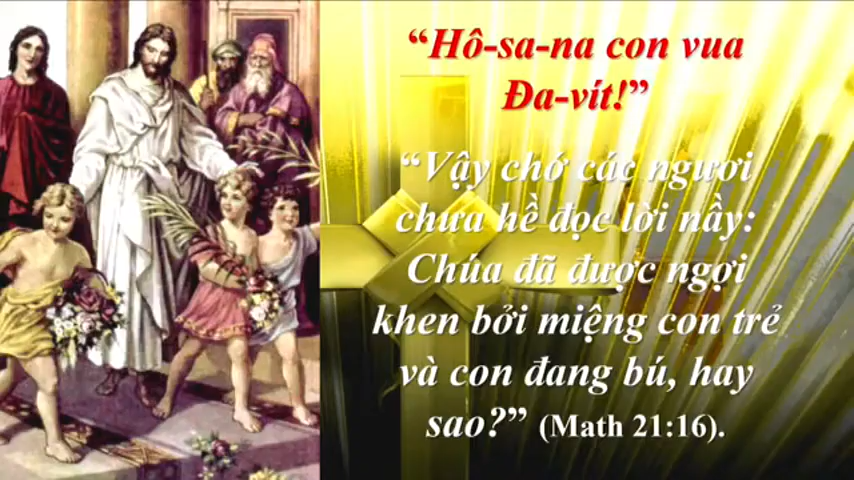 “Hô-sa-na con vua
Đa-vít!”
“Vậy chớ các ngươi
chưa hề đọc lời nầy:
Chúa đã được ngợi
khen bởi miệng con trẻ
và con đang bú, hay
sao?” (Math 21:16).